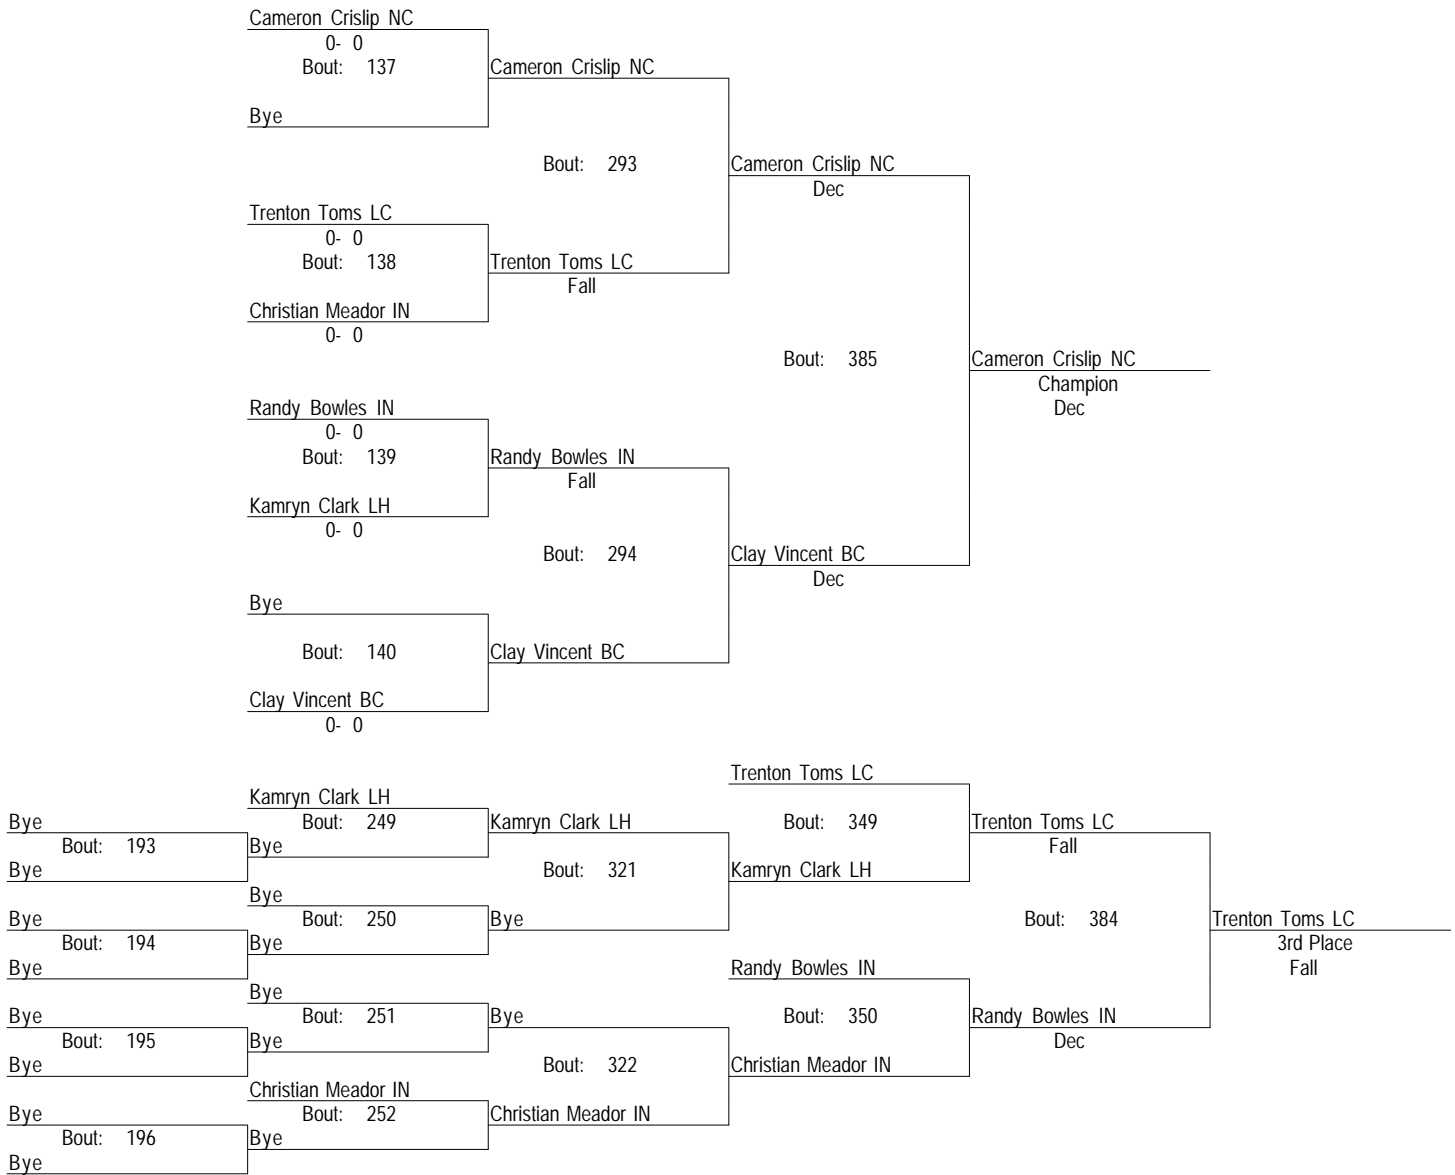 Cameron Crislip NC
0- 0
Bout: 137
Cameron Crislip NC
Bye
Bout: 293
Cameron Crislip NC
Dec
Trenton Toms LC
0- 0
Bout: 138
Trenton Toms LC
Fall
Christian Meador IN
0- 0
Bout: 385
Cameron Crislip NC
Champion
Dec
Randy Bowles IN
0- 0
Bout: 139
Randy Bowles IN
Fall
Kamryn Clark LH
0- 0
Bout: 294
Clay Vincent BC
Dec
Bye
Bout: 140
Clay Vincent BC
Clay Vincent BC
0- 0
Trenton Toms LC
Kamryn Clark LH
Bye
Bout: 249
Kamryn Clark LH
Bout: 349
Trenton Toms LC
Bout: 193
Bye
Fall
Bye
Bout: 321
Kamryn Clark LH
Bye
Bye
Bout: 250
Bye
Bout: 384
Trenton Toms LC
Bout: 194
Bye
3rd Place
Bye
Randy Bowles IN
Fall
Bye
Bye
Bout: 251
Bye
Bout: 350
Randy Bowles IN
Bout: 195
Bye
Dec
Bye
Bout: 322
Christian Meador IN
Christian Meador IN
Bye
Bout: 252
Christian Meador IN
Bout: 196
Bye
Bye